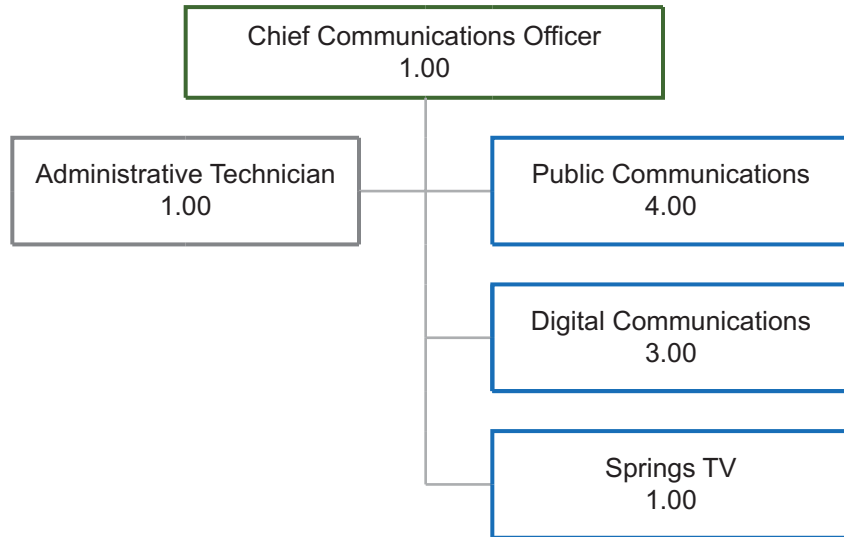 Chief Communications Officer
1.00
Administrative Technician
1.00
Public Communications
4.00
Digital Communications
3.00
Springs TV
1.00